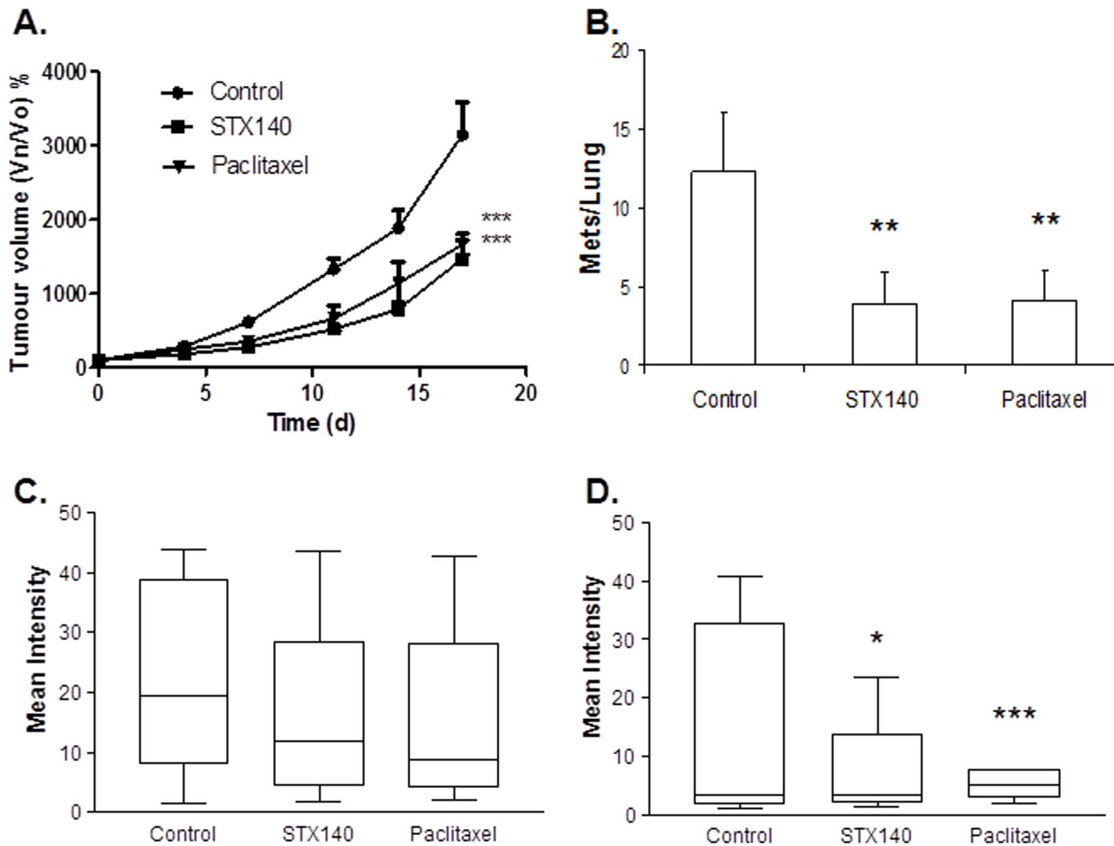 A.
Tumour volume (Vn/Vo) %
4000
3000
2000
1000
0
Control
STX140
Paclitaxel
***
***
0 5 10 15 20
Time (d)
B.
Mets/Lung
20
15
10
5
0
**
**
Control STX140 Paclitaxel
C.
Mean Intensity
50
40
30
20
10
0
Control STX140 Paclitaxel
D.
Mean Intensity
50
40
30
20
10
0
*
***
Control STX140 Paclitaxel